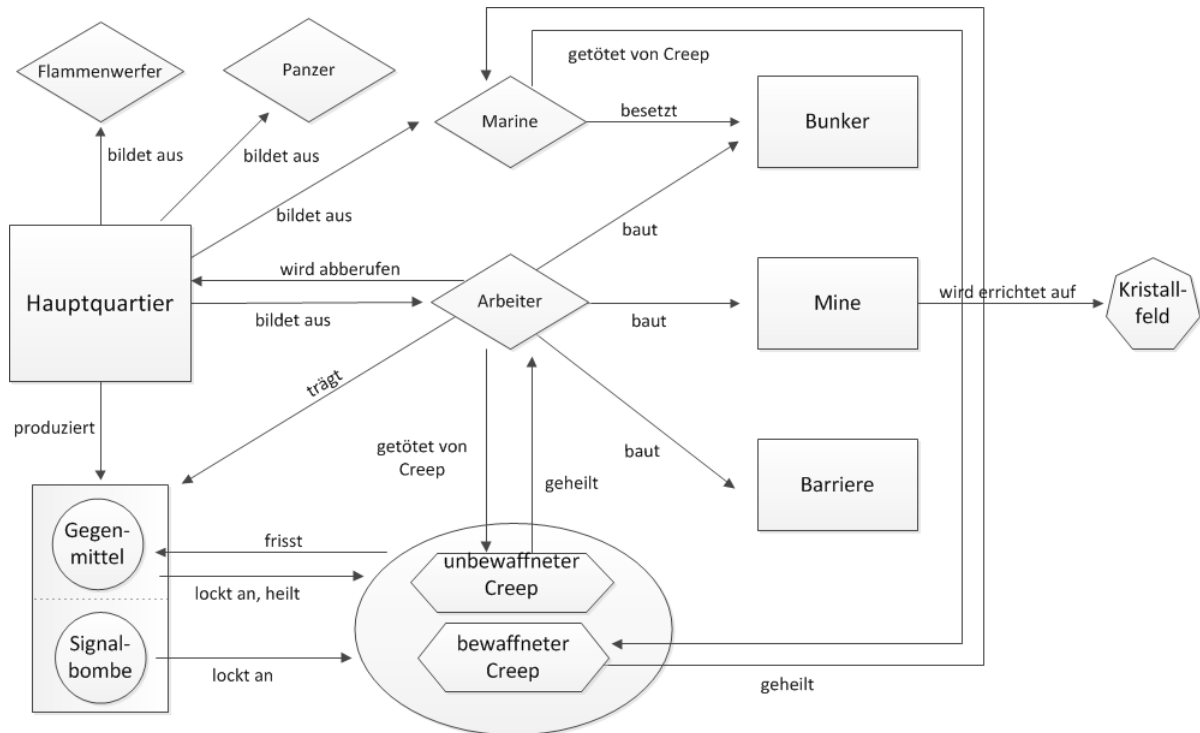 getötet von Creep
Flammenwerfer
Panzer
Marine
besetzt
Bunker
bildet aus
bildet aus
bildet aus
baut
wird abberufen
Hauptquartier
Arbeiter
bildet aus
baut
Mine
wird errichtet auf
Kristall-
feld
trägt
produziert
getötet von
Creep
geheilt
baut
Barriere
Gegen-
mittel
frisst
lockt an, heilt
unbewaffneter
Creep
Signal-
bombe
lockt an
bewaffneter
Creep
geheilt